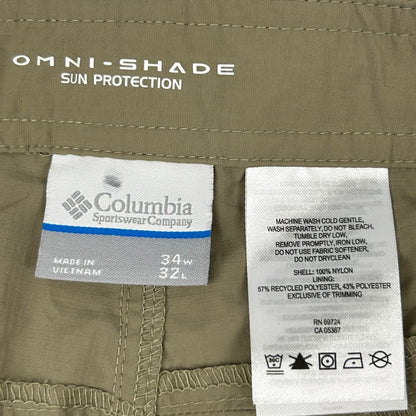 OMNI-SHADE
SUN PROTECTION
Columbia
Sportswear Company
MADE IN
VIETNAM
34W
32L
MACHINE WASH COLD GENTLE,
WASH SEPARATELY, DO NOT BLEACH,
TUMBLE DRY LOW,
REMOVE PROMPTLY, IRON LOW,
DO NOT USE FABRIC SOFTENER,
DO NOT DRYCLEAN
SHELL: 100% NYLON
LINING:
57% RECYCLED POLYESTER, 43% POLYESTER
EXCLUSIVE OF TRIMMING
RN 69724
CA 05367